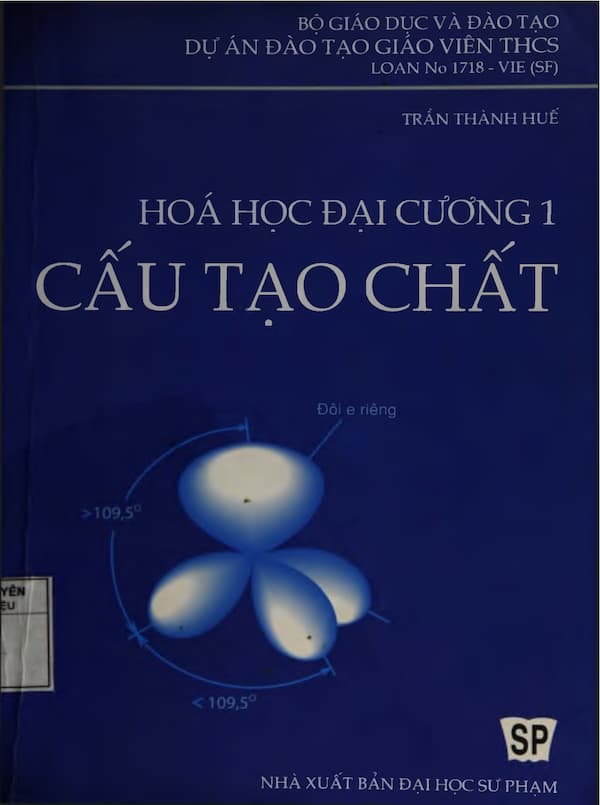 BỘ GIÁO DỤC VÀ ĐÀO TẠO
DỰ ÁN ĐÀO TẠO GIÁO VIÊN THCS
LOAN No 1718 - VIE (SF)
TRẦN THÀNH HUẾ
HOÁ HỌC ĐẠI CƯƠNG 1
CẤU TẠO CHẤT
Đôi e riêng
>109,5°
< 109,5°
YÊN
ỆU
SP
NHÀ XUẤT BẢN ĐẠI HỌC SƯ PHẠM